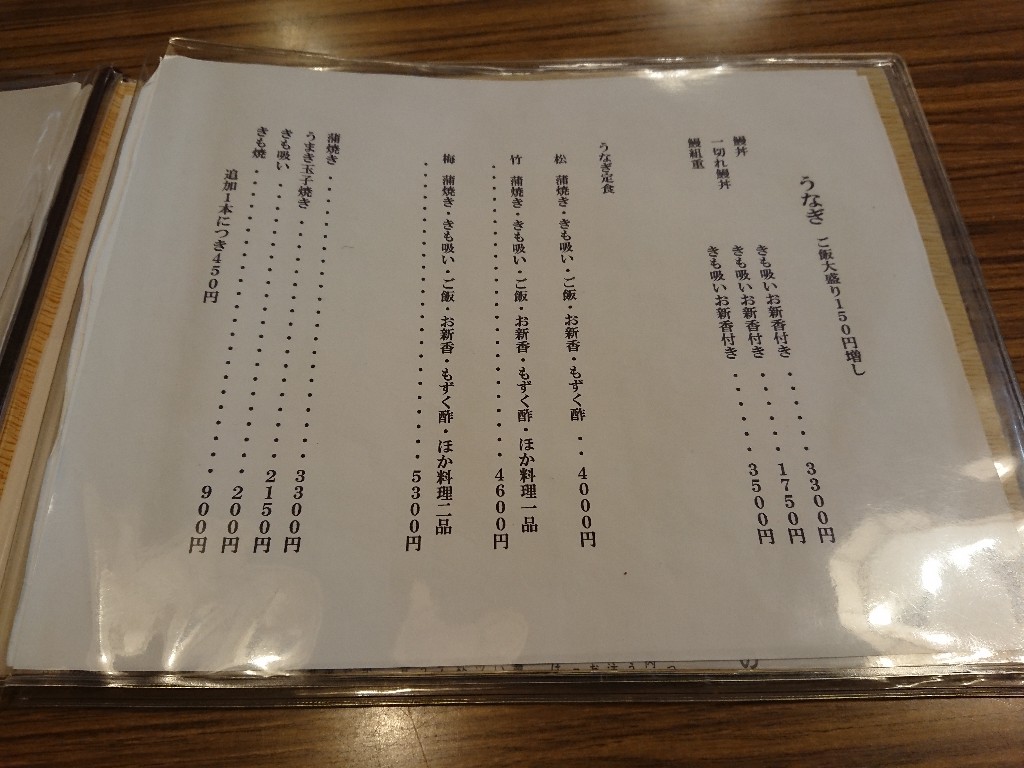 うなぎ ご飯大盛り150円増し
鰻丼 きも吸いお新香付き・・・・・・3300円
一切れ鰻丼 きも吸いお新香付き・・・・・・1750円
鰻組重 きも吸いお新香付き・・・・・・3500円
うなぎ定食
松 蒲焼き・きも吸い・ご飯・お新香・もずく酢・・4000円
竹 蒲焼き・きも吸い・ご飯・お新香・もずく酢・ほか料理一品
・・・・・・・・・・・・・・・・・・・・・・・・4600円
梅 蒲焼き・きも吸い・ご飯・お新香・もずく酢・ほか料理二品
・・・・・・・・・・・・・・・・・・・・・・・・5300円
蒲焼き・・・・・・・・・・・・・・・・・・・・・3300円
うまき玉子焼き・・・・・・・・・・・・・・・・・2150円
きも吸い・・・・・・・・・・・・・・・・・・・・200円
きも焼・・・・・・・・・・・・・・・・・・・・・900円
追加1本につき450円